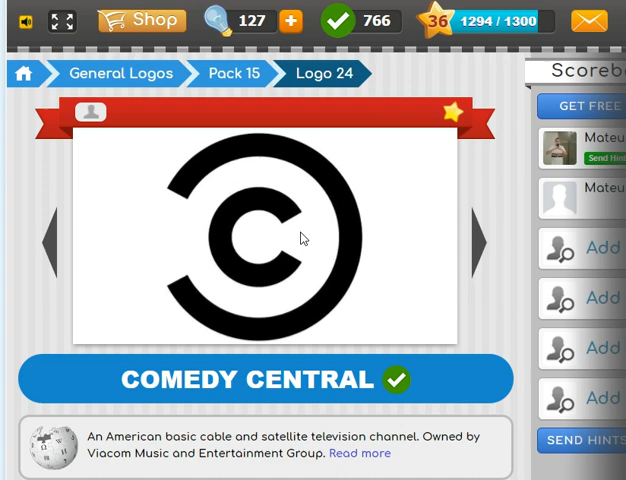 Shop 127 766 36 1294 / 1300
General Logos Pack 15 Logo 24
Scoreb
GET FREE
Mateu
Send Hin
Mateu
Add
Add
Add
Add
COMEDY CENTRAL
An American basic cable and satellite television channel. Owned by
Viacom Music and Entertainment Group. Read more
SEND HINTS